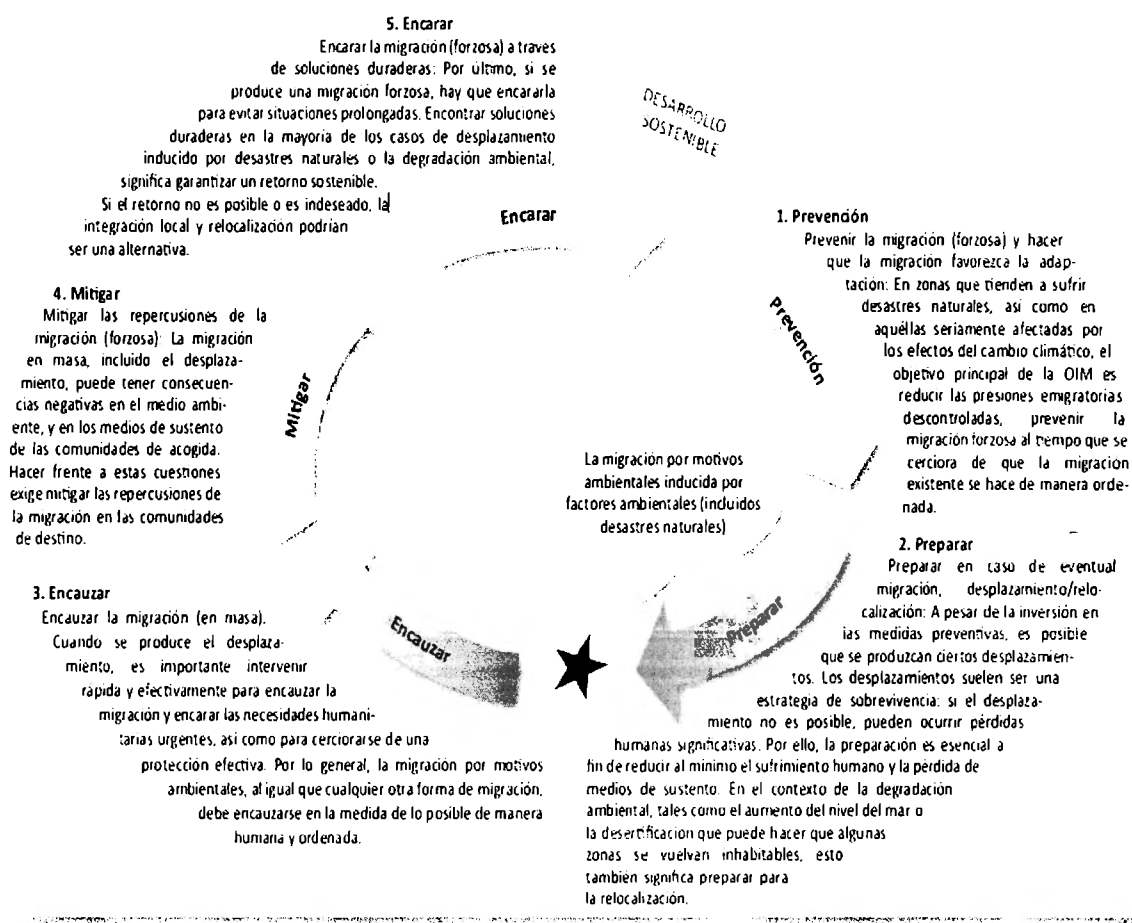 5. Encarar
Encarar la migración (forzosa) a traves
de soluciones duraderas: Por último, si se
produce una migración forzosa, hay que encararla
para evitar situaciones prolongadas. Encontrar soluciones
duraderas en la mayoria de los casos de desplazamiento
inducido por desastres naturales o la degradación ambiental,
significa garantizar un retorno sostenible.
Si el retorno no es posible o es indeseado, la
integración local y relocalización podrían
ser una alternativa.
DESARROLLO
SOSTENIBLE
Encarar
1. Prevención
Prevenir la migración (forzosa) y hacer
que la migración favorezca la adap-
tación: En zonas que tienden a sufrir
desastres naturales, así como en
aquéllas seriamente afectadas por
los efectos del cambio climático, el
objetivo principal de la OIM es
reducir las presiones emigratorias
descontroladas, prevenir la
migración forzosa al tiempo que se
cerciora de que la migración
existente se hace de manera orde-
nada.
Prevención
4. Mitigar
Mitigar las repercusiones de la
migración (forzosa): La migración
en masa, incluido el desplaza-
miento, puede tener consecuen-
cias negativas en el medio ambi-
ente, y en los medios de sustento
de las comunidades de acogida.
Hacer frente a estas cuestiones
exige mitigar las repercusiones de
la migración en las comunidades
de destino.
Mitigar
La migración por motivos
ambientales inducida por
factores ambientales (incluidos
desastres naturales)
2. Preparar
Preparar en caso de eventual
migración, desplazamiento/relo-
calización: A pesar de la inversión en
las medidas preventivas, es posible
que se produzcan ciertos desplazamien-
tos. Los desplazamientos suelen ser una
estrategia de sobrevivencia: si el desplaza-
miento no es posible, pueden ocurrir pérdidas
humanas significativas. Por ello, la preparación es esencial a
fin de reducir al mínimo el sufrimiento humano y la pérdida de
medios de sustento. En el contexto de la degradación
ambiental, tales como el aumento del nivel del mar o
la desertificación que puede hacer que algunas
zonas se vuelvan inhabitables, esto
también significa preparar para
la relocalización.
Preparar
3. Encauzar
Encauzar la migración (en masa).
Cuando se produce el desplaza-
miento, es importante intervenir
rápida y efectivamente para encauzar la
migración y encarar las necesidades humani-
tarias urgentes, así como para cerciorarse de una
protección efectiva. Por lo general, la migración por motivos
ambientales, al igual que cualquier otra forma de migración,
debe encauzarse en la medida de lo posible de manera
humana y ordenada.
Encauzar